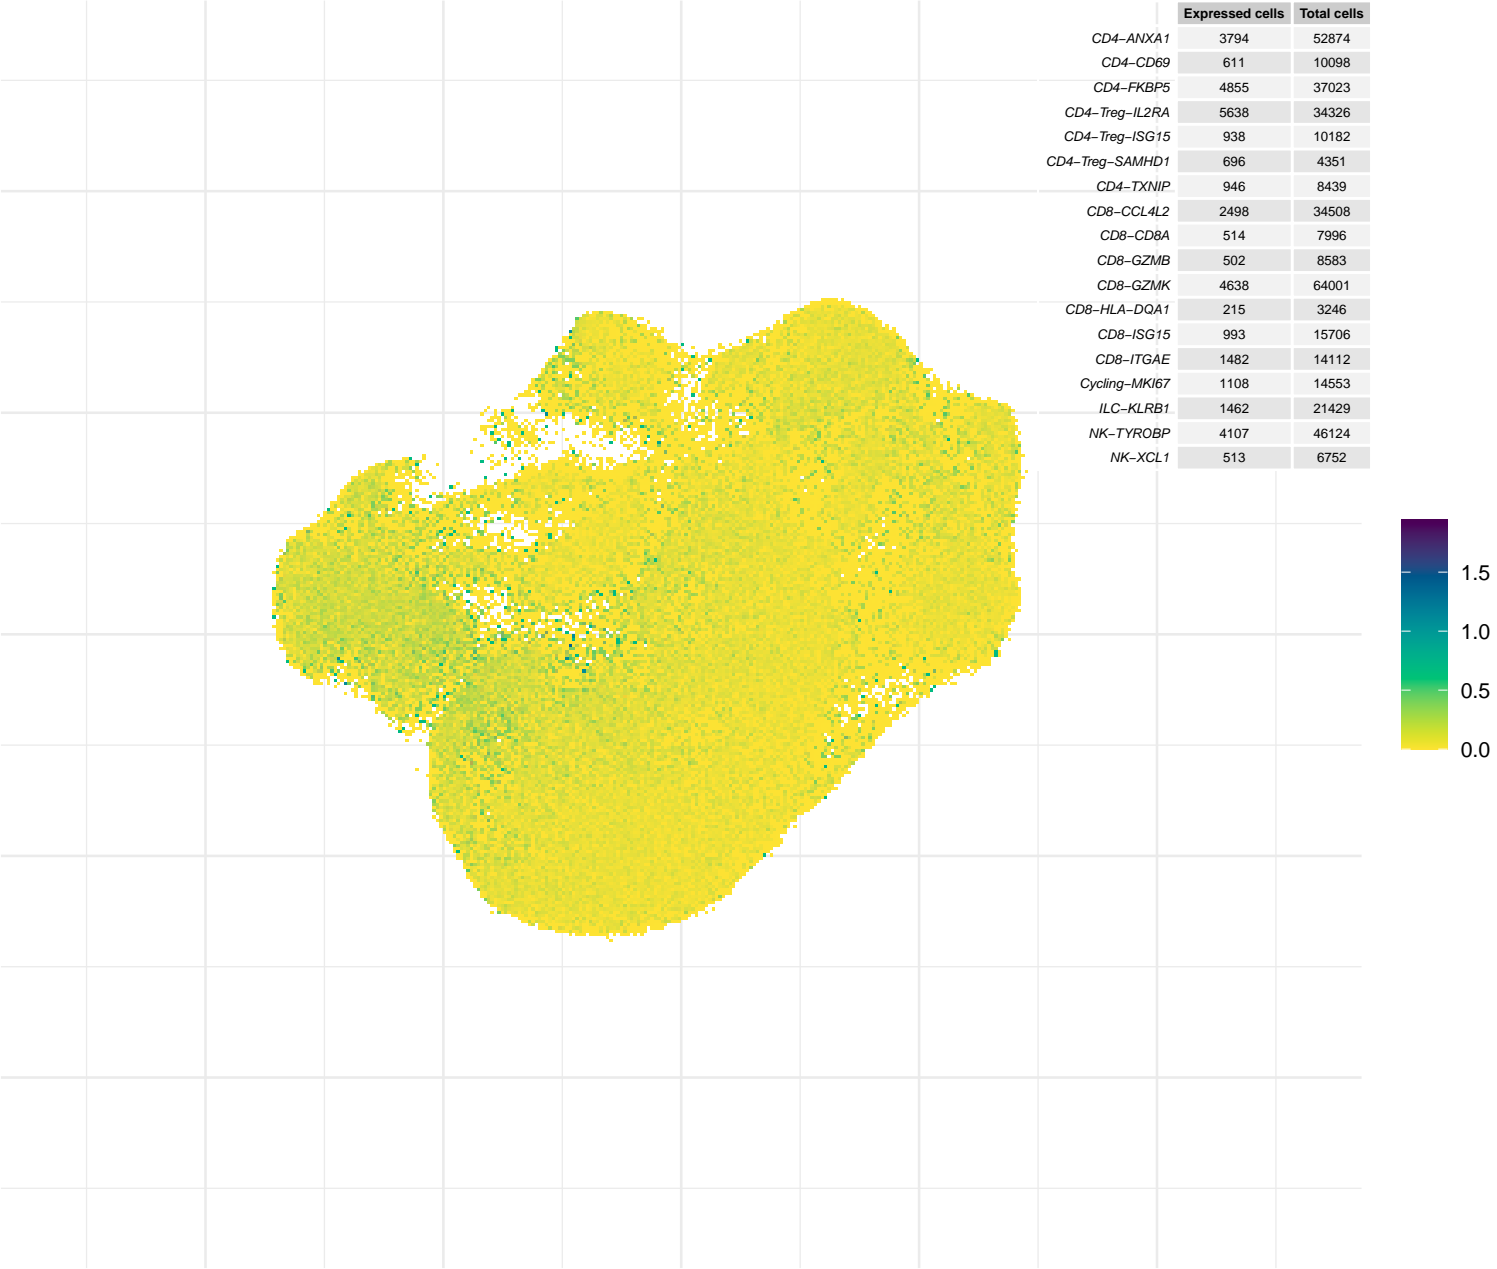 Expressed cells Total cells
CD4−ANXA1 3794 52874
CD4−CD69 611 10098
CD4−FKBP5 4855 37023
CD4−Treg−IL2RA 5638 34326
CD4−Treg−ISG15 938 10182
CD4−Treg−SAMHD1 696 4351
CD4−TXNIP 946 8439
CD8−CCL4L2 2498 34508
CD8−CD8A 514 7996
CD8−GZMB 502 8583
CD8−GZMK 4638 64001
CD8−HLA−DQA1 215 3246
CD8−ISG15 993 15706
CD8−ITGAE 1482 14112
Cycling−MKI67 1108 14553
ILC−KLRB1 1462 21429
NK−TYROBP 4107 46124
NK−XCL1 513 6752
1.5
1.0
0.5
0.0